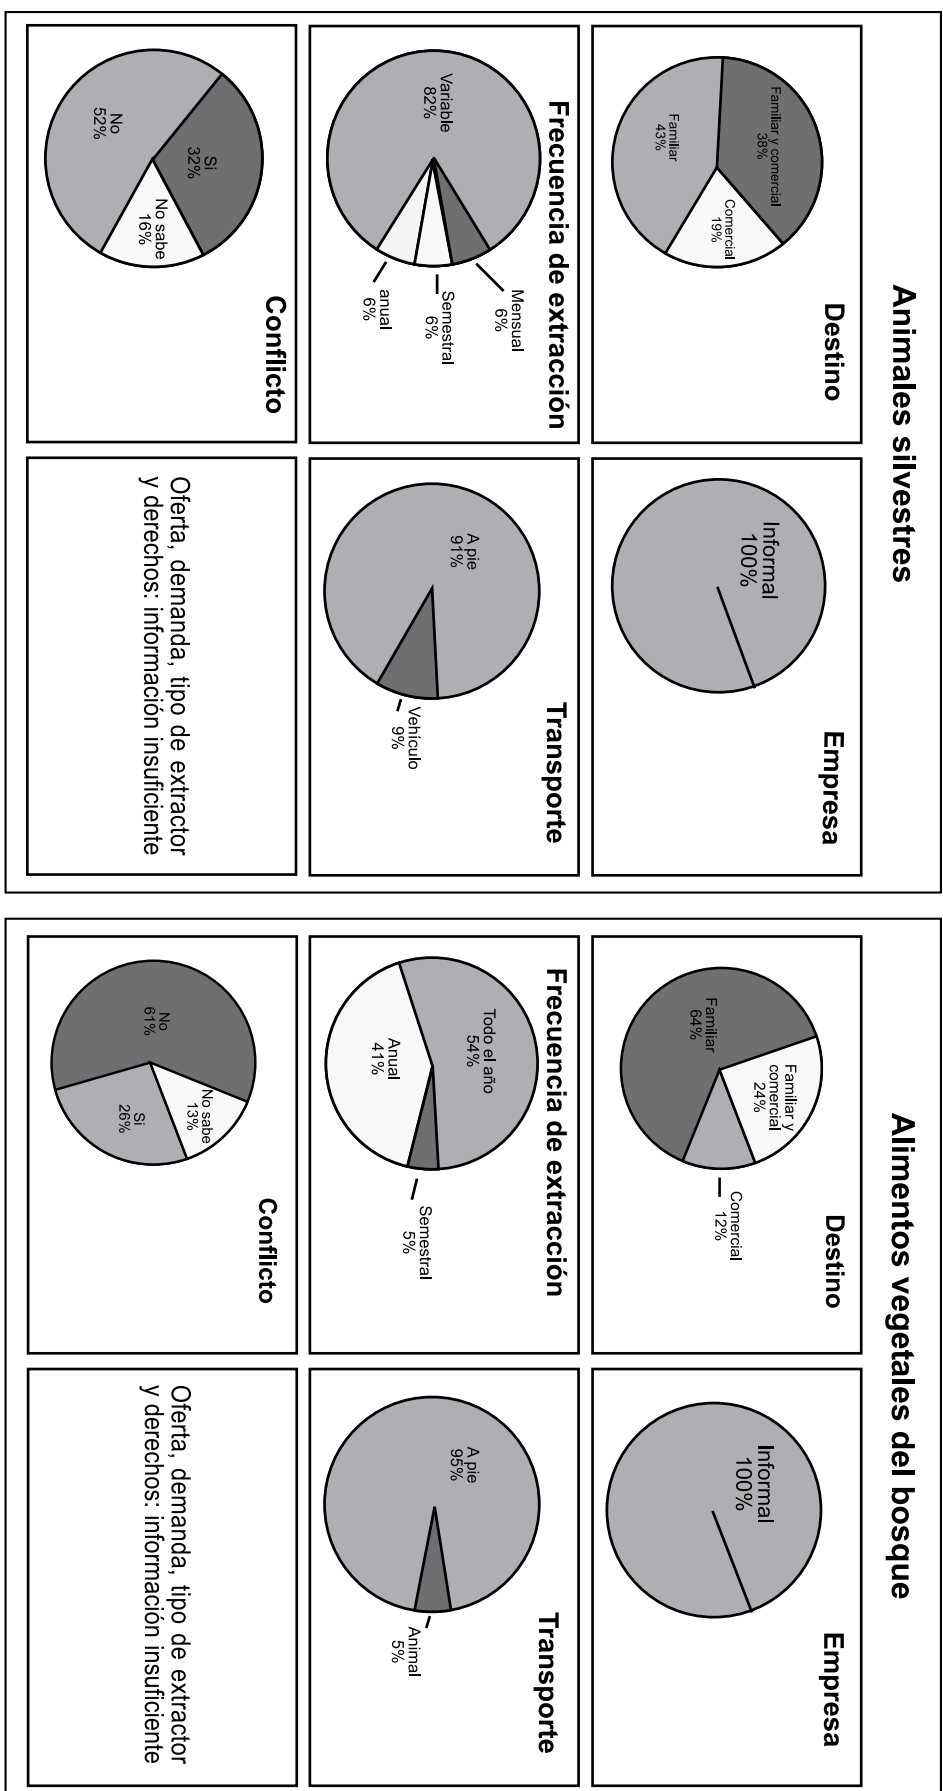 Animales silvestres
Destino
Familiar y comercial
38%
Familiar
43%
Comercial
19%
Empresa
Informal
100%
Frecuencia de extracción
Variable
82%
Mensual
6%
Semestral
6%
anual
6%
Transporte
A pie
91%
Vehículo
9%
Conflicto
Si
32%
No
52%
No sabe
16%
Oferta, demanda, tipo de extractor
y derechos: información insuficiente
Alimentos vegetales del bosque
Destino
Familiar y
comercial
24%
Familiar
64%
Comercial
12%
Empresa
Informal
100%
Frecuencia de extracción
Todo el año
54%
Anual
41%
Semestral
5%
Transporte
A pie
95%
Animal
5%
Conflicto
No sabe
13%
No
61%
Si
26%
Oferta, demanda, tipo de extractor
y derechos: información insuficiente